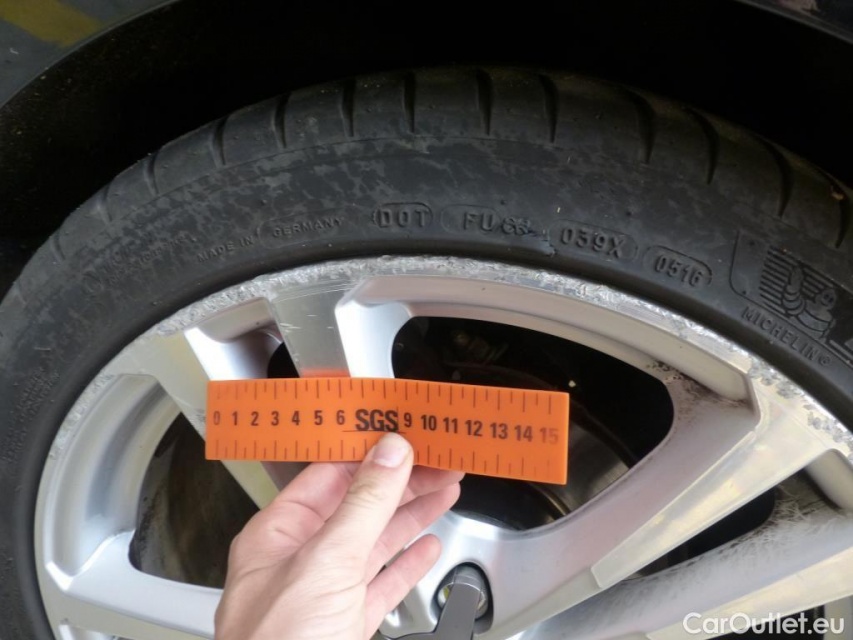 MADE IN GERMANY DOT FU 039X 0516
MICHELIN
0 1 2 3 4 5 6 SGS 9 10 11 12 13 14 15
CarOutlet.eu